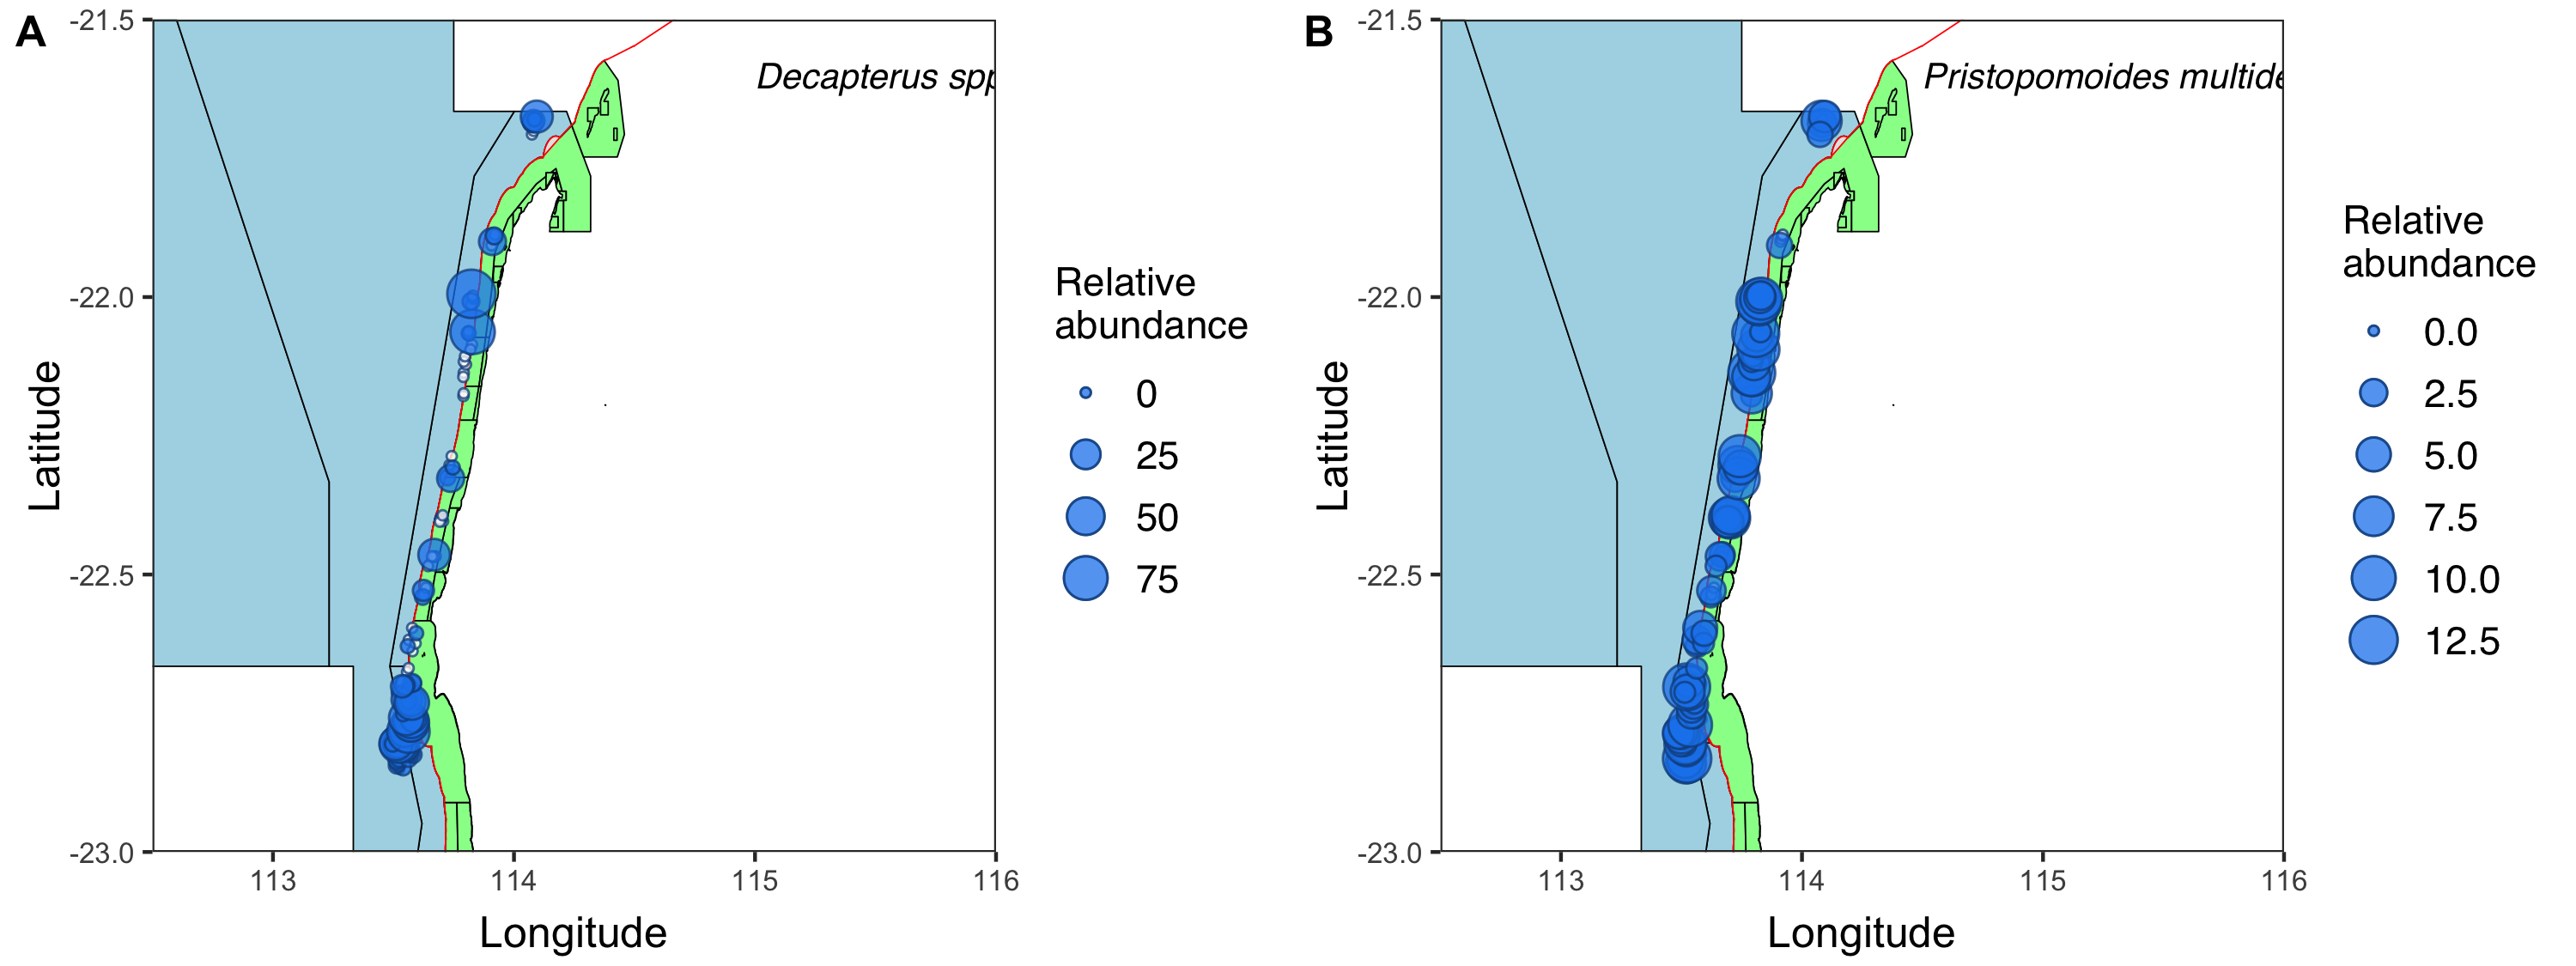 A
-21.5
-22.0
-22.5
-23.0
Latitude
113
114
115
116
Longitude
Decapterus spp
Relative
abundance
0
25
50
75
B
-21.5
-22.0
-22.5
-23.0
Latitude
113
114
115
116
Longitude
Pristopomoides multide
Relative
abundance
0.0
2.5
5.0
7.5
10.0
12.5